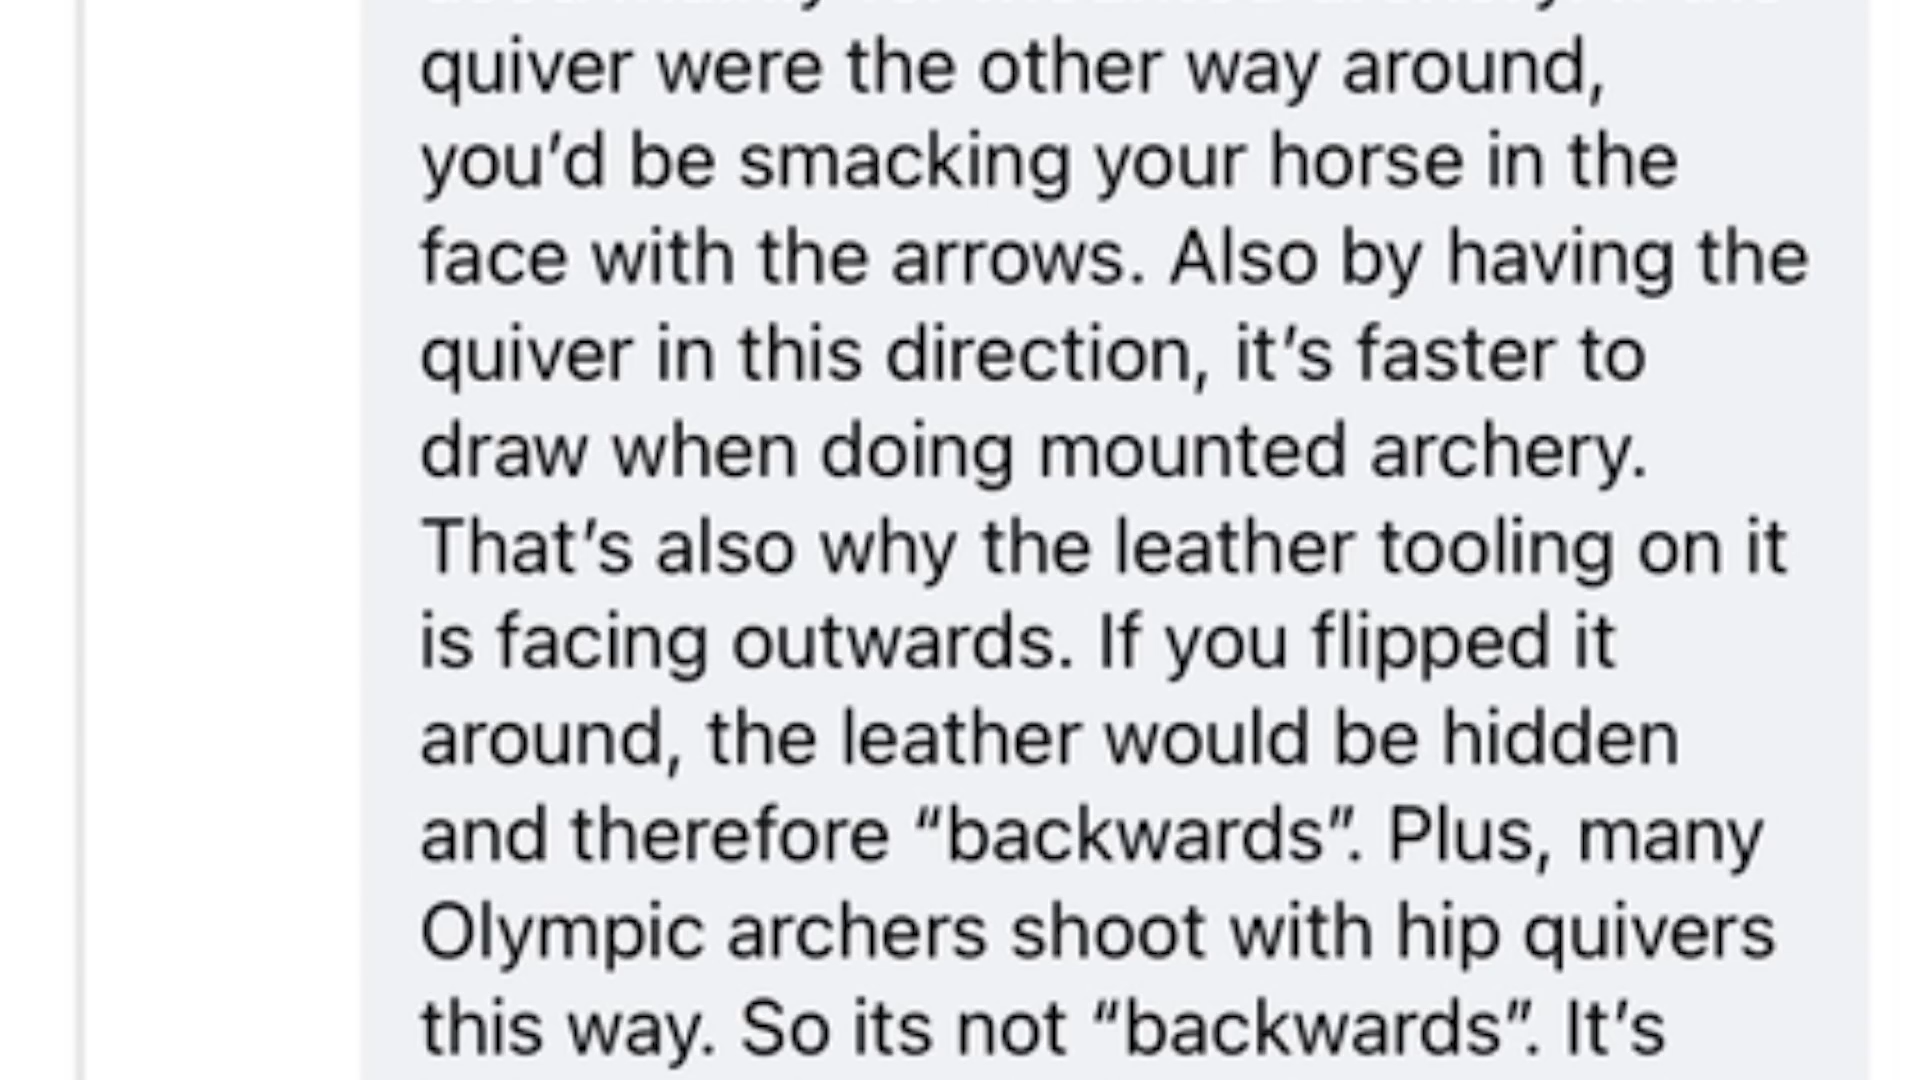 quiver were the other way around,
you’d be smacking your horse in the
face with the arrows. Also by having the
quiver in this direction, it’s faster to
draw when doing mounted archery.
That’s also why the leather tooling on it
is facing outwards. If you flipped it
around, the leather would be hidden
and therefore “backwards”. Plus, many
Olympic archers shoot with hip quivers
this way. So its not “backwards”. It’s